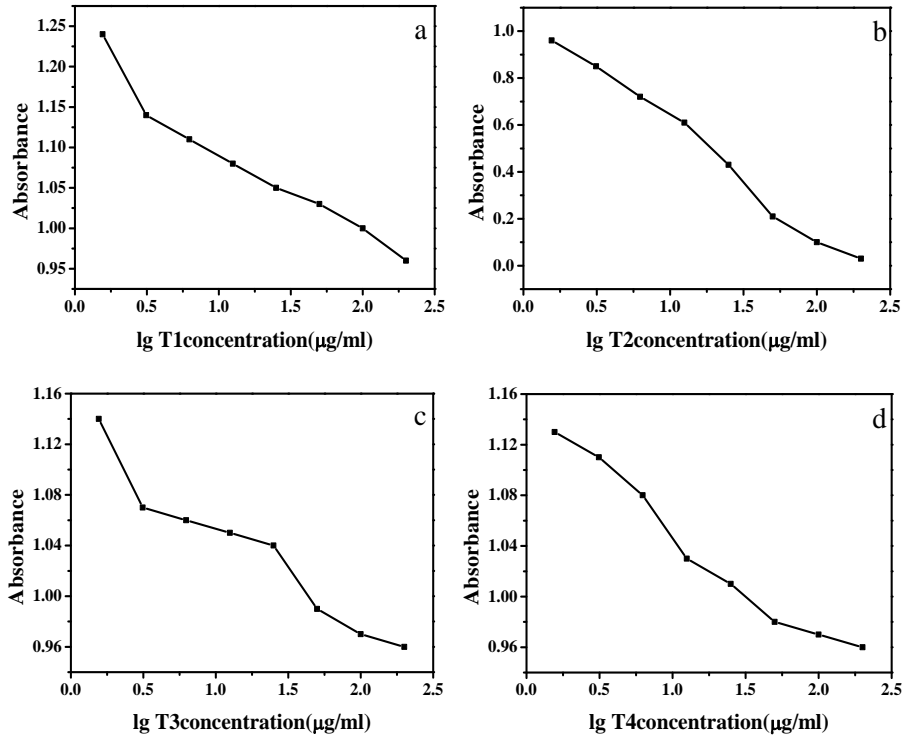 a
1.25
1.20
1.15
1.10
1.05
1.00
0.95
Absorbance
0.0 0.5 1.0 1.5 2.0 2.5
lg T1concentration(μg/ml)
b
1.0
0.8
0.6
0.4
0.2
0.0
Absorbance
0.0 0.5 1.0 1.5 2.0 2.5
lg T2concentration(μg/ml)
c
1.16
1.12
1.08
1.04
1.00
0.96
Absorbance
0.0 0.5 1.0 1.5 2.0 2.5
lg T3concentration(μg/ml)
d
1.16
1.12
1.08
1.04
1.00
0.96
Absorbance
0.0 0.5 1.0 1.5 2.0 2.5
lg T4concentration(μg/ml)